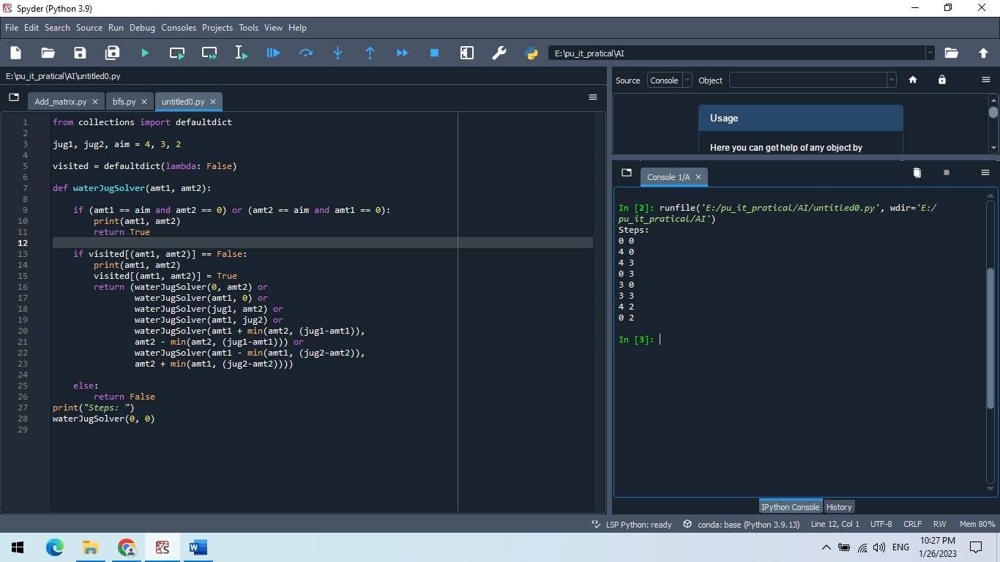 Spyder (Python 3.9)
File Edit Search Source Run Debug Consoles Projects Tools View Help
E:\pu_it_pratical\AI
E:\pu_it_pratical\AI\untitled0.py
Add_matrix.py bfs.py untitled0.py
1 from collections import defaultdict
2
3 jug1, jug2, aim = 4, 3, 2
4
5 visited = defaultdict(lambda: False)
6
7 def waterJugSolver(amt1, amt2):
8
9     if (amt1 == aim and amt2 == 0) or (amt2 == aim and amt1 == 0):
10         print(amt1, amt2)
11         return True
12
13     if visited[(amt1, amt2)] == False:
14         print(amt1, amt2)
15         visited[(amt1, amt2)] = True
16         return (waterJugSolver(0, amt2) or
17                 waterJugSolver(amt1, 0) or
18                 waterJugSolver(jug1, amt2) or
19                 waterJugSolver(amt1, jug2) or
20                 waterJugSolver(amt1 + min(amt2, (jug1-amt1)),
21                 amt2 - min(amt2, (jug1-amt1))) or
22                 waterJugSolver(amt1 - min(amt1, (jug2-amt2)),
23                 amt2 + min(amt1, (jug2-amt2))))
24
25     else:
26         return False
27 print("Steps: ")
28 waterJugSolver(0, 0)
29
Source Console Object
Usage
Here you can get help of any object by
Console 1/A
In [2]: runfile('E:/pu_it_pratical/AI/untitled0.py', wdir='E:/
pu_it_pratical/AI')
Steps:
0 0
4 0
4 3
0 3
3 0
3 3
4 2
0 2
In [3]:
IPython Console History
LSP Python: ready conda: base (Python 3.9.13) Line 12, Col 1 UTF-8 CRLF RW Mem 80%
ENG 10:27 PM
1/26/2023